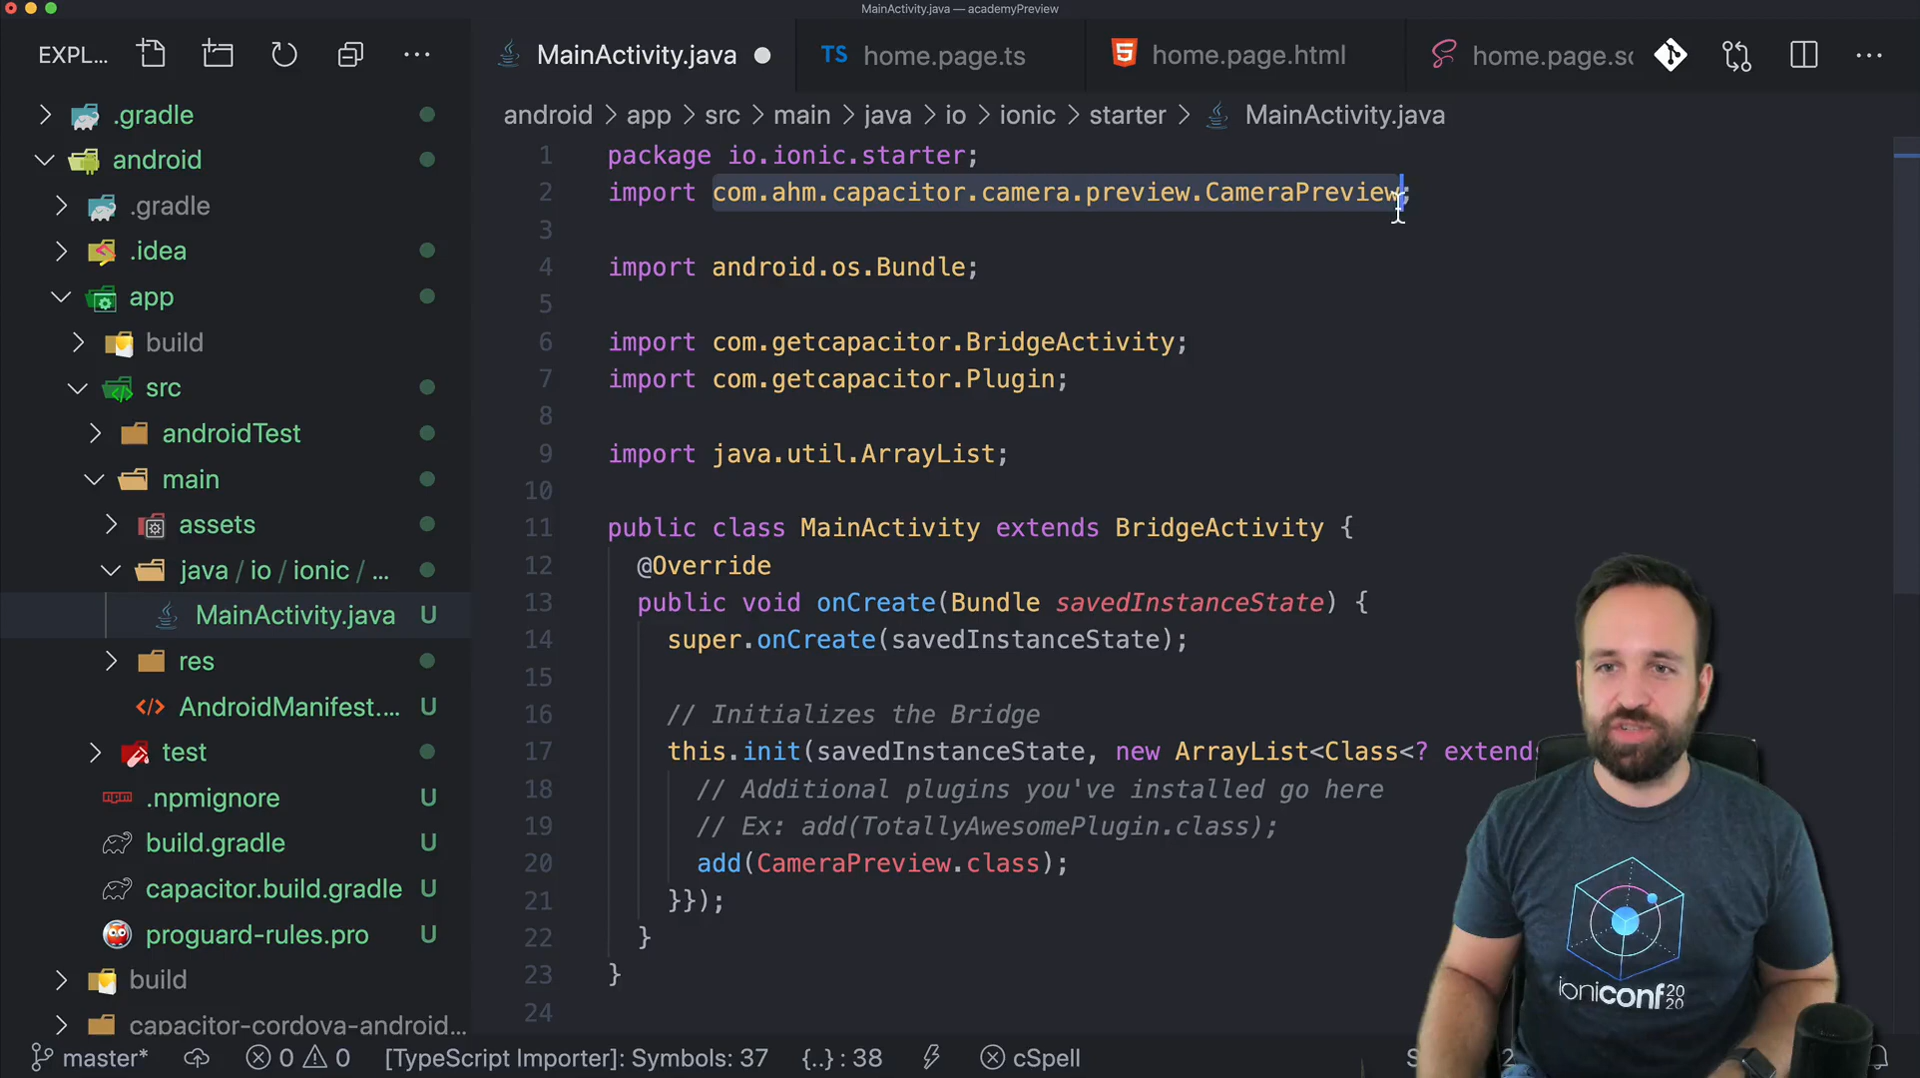 MainActivity.java — academyPreview
EXPL...
MainActivity.java
TS home.page.ts
home.page.html
home.page.sc
android > app > src > main > java > io > ionic > starter > MainActivity.java
.gradle
android
.gradle
.idea
app
build
src
androidTest
main
assets
java / io / ionic / ...
MainActivity.java U
res
AndroidManifest.... U
test
.npmignore U
build.gradle U
capacitor.build.gradle U
proguard-rules.pro U
build
capacitor-cordova-android...
1 package io.ionic.starter;
2 import com.ahm.capacitor.camera.preview.CameraPreview;
3
4 import android.os.Bundle;
5
6 import com.getcapacitor.BridgeActivity;
7 import com.getcapacitor.Plugin;
8
9 import java.util.ArrayList;
10
11 public class MainActivity extends BridgeActivity {
12 @Override
13 public void onCreate(Bundle savedInstanceState) {
14 super.onCreate(savedInstanceState);
15
16 // Initializes the Bridge
17 this.init(savedInstanceState, new ArrayList<Class<? extends
18 // Additional plugins you've installed go here
19 // Ex: add(TotallyAwesomePlugin.class);
20 add(CameraPreview.class);
21 }});
22 }
23 }
24
ioniconf 2020
master* 0 0 [TypeScript Importer]: Symbols: 37 {..} : 38 cSpell